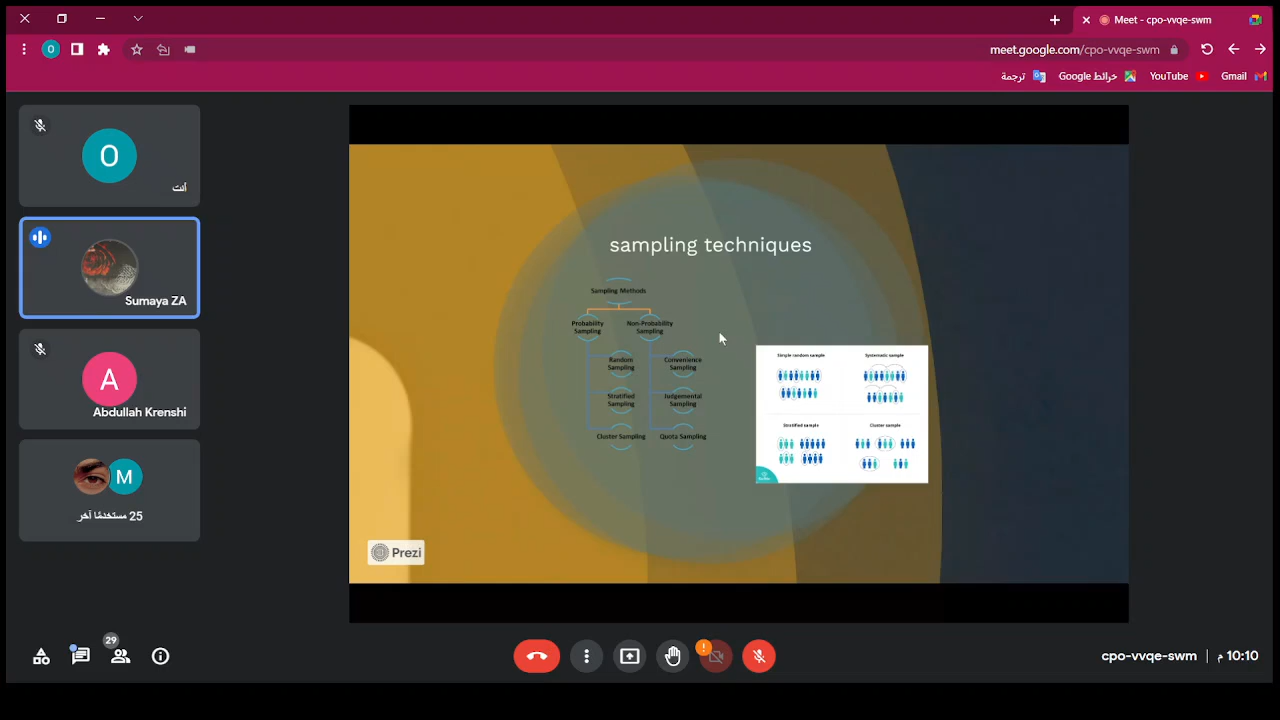 Meet - cpo-vvqe-swm
O
meet.google.com/cpo-vvqe-swm
ترجمة
خرائط Google
YouTube
Gmail
O
أنت
Sumaya ZA
A
Abdullah Krenshi
M
25 مستخدمًا آخر
sampling techniques
Sampling Methods
Probability
Sampling
Non-Probability
Sampling
Random
Sampling
Convenience
Sampling
Stratified
Sampling
Judgemental
Sampling
Cluster Sampling
Quota Sampling
Simple random sample
Systematic sample
Stratified sample
Cluster sample
Prezi
29
cpo-vvqe-swm
10:10 م